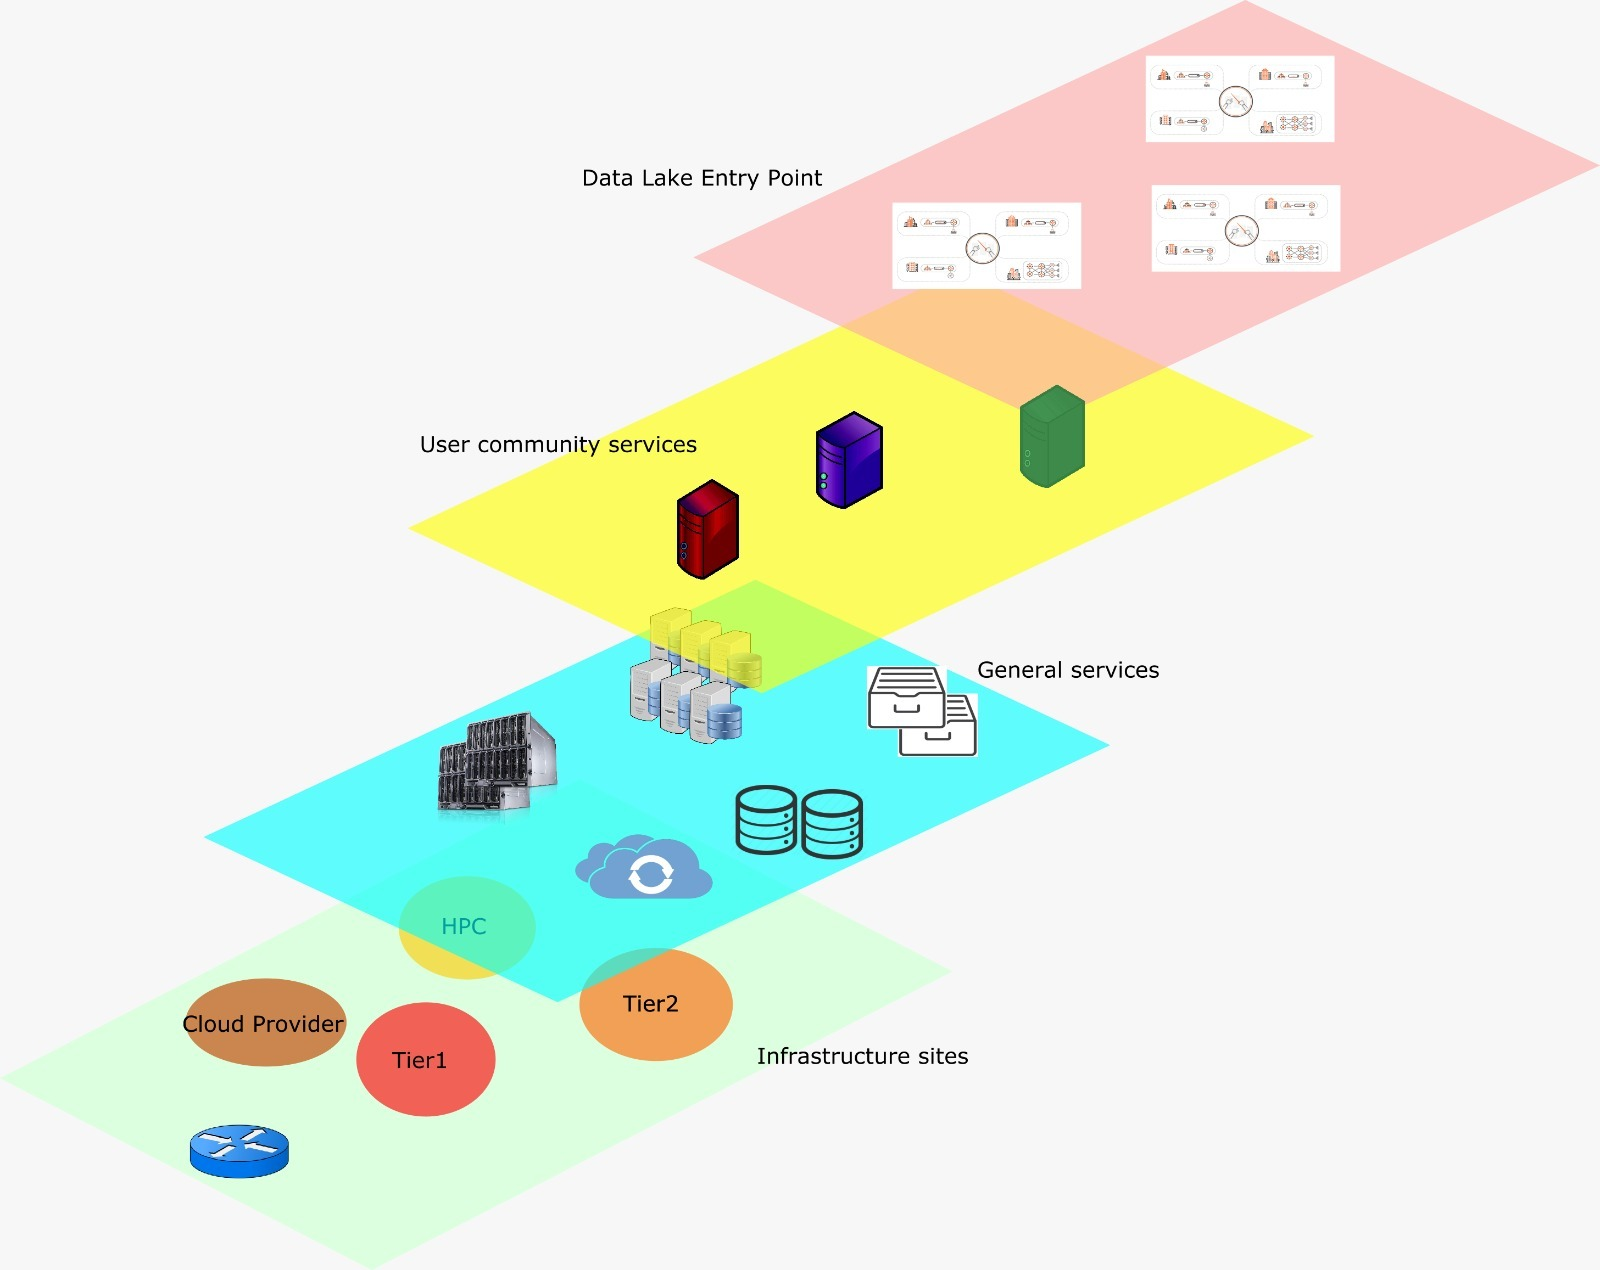 Data Lake Entry Point
User community services
General services
HPC
Cloud Provider
Tier2
Tier1
Infrastructure sites